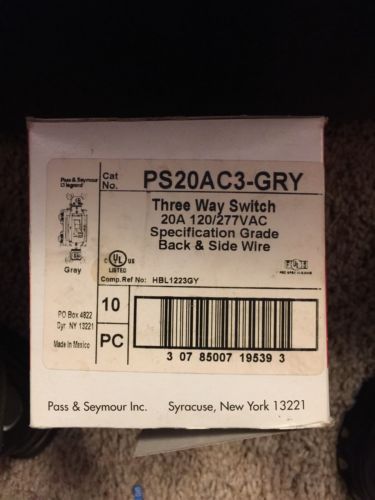 Pass & Seymour
legrand
Cat
No.
PS20AC3-GRY
Three Way Switch
20A 120/277VAC
Specification Grade
Back & Side Wire
Gray
UL
LISTED
Comp.Ref No: HBL1223GY
PO Box 4822
Syr. NY 13221
Made in Mexico
10
PC
3 07 85007 19539 3
Pass & Seymour Inc. Syracuse, New York 13221